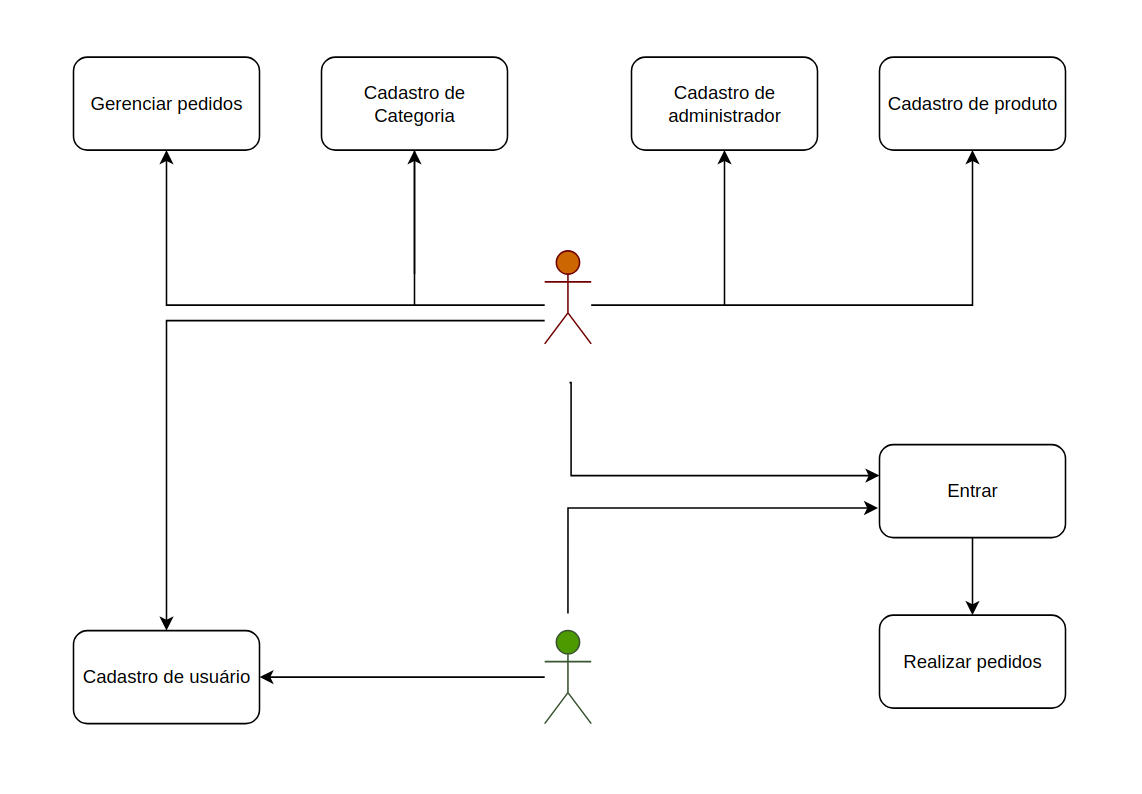 Gerenciar pedidos
Cadastro de
Categoria
Cadastro de
administrador
Cadastro de produto
Entrar
Cadastro de usuário
Realizar pedidos